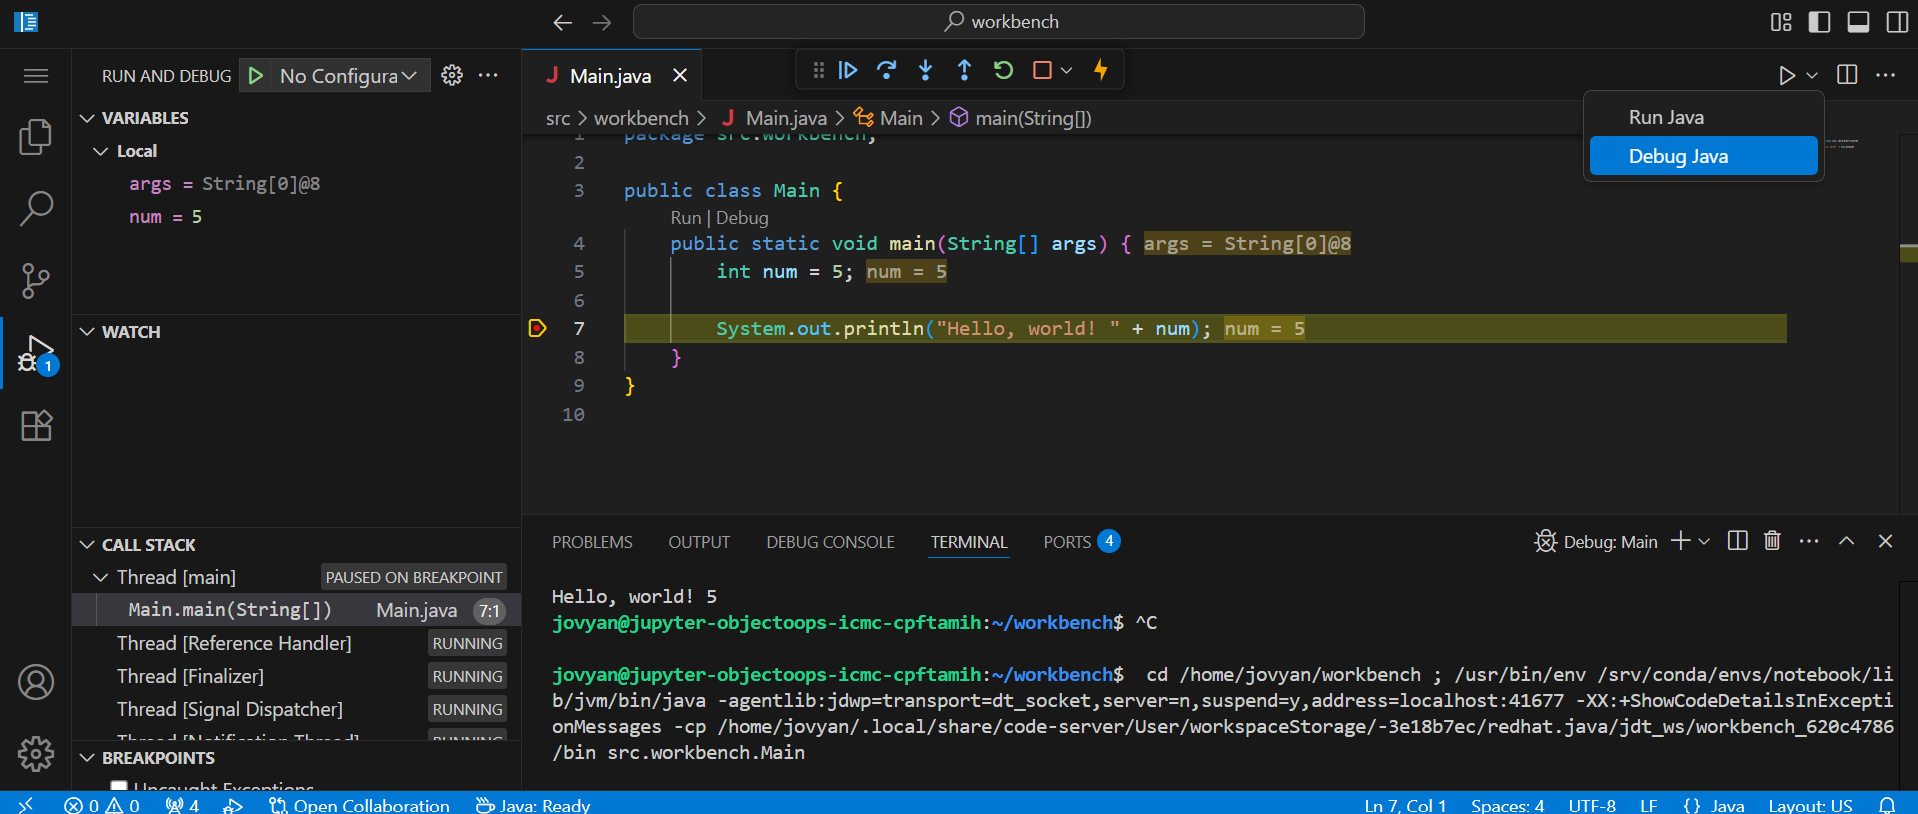 workbench
RUN AND DEBUG
No Configura
VARIABLES
Local
args = String[0]@8
num = 5
WATCH
CALL STACK
Thread [main] PAUSED ON BREAKPOINT
Main.main(String[]) Main.java 7:1
Thread [Reference Handler] RUNNING
Thread [Finalizer] RUNNING
Thread [Signal Dispatcher] RUNNING
Thread [Notification Thread] RUNNING
BREAKPOINTS
Uncaught Exceptions
J Main.java
src > workbench > J Main.java > Main > main(String[])
Run Java
Debug Java
1 package src.workbench;
2
3 public class Main {
Run | Debug
4 public static void main(String[] args) { args = String[0]@8
5 int num = 5; num = 5
6
7 System.out.println("Hello, world! " + num); num = 5
8 }
9 }
10
PROBLEMS OUTPUT DEBUG CONSOLE TERMINAL PORTS 4
Debug: Main
Hello, world! 5
jovyan@jupyter-objectoops-icmc-cpftamih:~/workbench$ ^C
jovyan@jupyter-objectoops-icmc-cpftamih:~/workbench$ cd /home/jovyan/workbench ; /usr/bin/env /srv/conda/envs/notebook/li
b/jvm/bin/java -agentlib:jdwp=transport=dt_socket,server=n,suspend=y,address=localhost:41677 -XX:+ShowCodeDetailsInExcepti
onMessages -cp /home/jovyan/.local/share/code-server/User/workspaceStorage/-3e18b7ec/redhat.java/jdt_ws/workbench_620c4786
/bin src.workbench.Main
1
0 0 4 Open Collaboration Java: Ready
Ln 7, Col 1 Spaces: 4 UTF-8 LF {} Java Layout: US